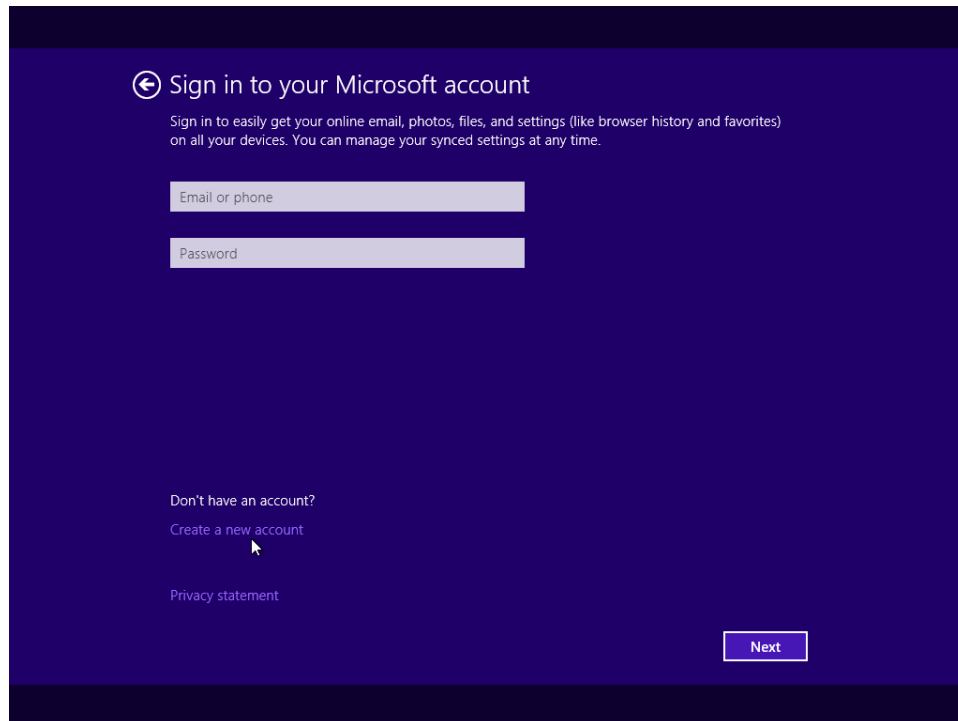 Sign in to your Microsoft account
Sign in to easily get your online email, photos, files, and settings (like browser history and favorites)
on all your devices. You can manage your synced settings at any time.
Email or phone
Password
Don't have an account?
Create a new account
Privacy statement
Next